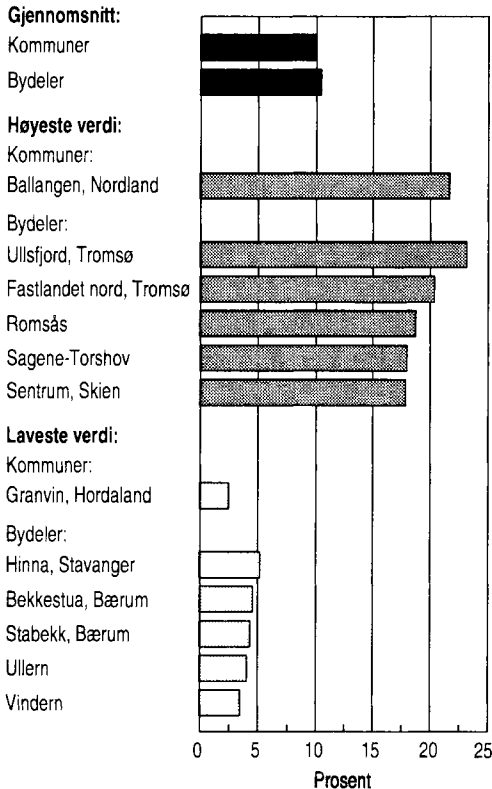 Gjennomsnitt:
Kommuner
Bydeler
Høyeste verdi:
Kommuner:
Ballangen, Nordland
Bydeler:
Ullsfjord, Tromsø
Fastlandet nord, Tromsø
Romsås
Sagene-Torshov
Sentrum, Skien
Laveste verdi:
Kommuner:
Granvin, Hordaland
Bydeler:
Hinna, Stavanger
Bekkestua, Bærum
Stabekk, Bærum
Ullern
Vindern
0 5 10 15 20 25
Prosent